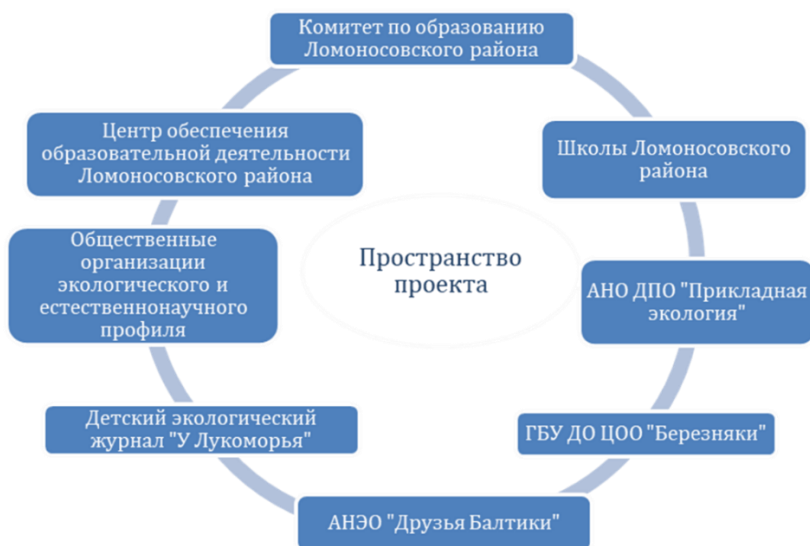 Комитет по образованию
Ломоносовского района
Центр обеспечения
образовательной деятельности
Ломоносовского района
Школы Ломоносовского
района
Общественные
организации
экологического и
естественнонаучного
профиля
Пространство
проекта
АНО ДПО "Прикладная
экология"
Детский экологический
журнал "У Лукоморья"
ГБУ ДО ЦОО "Березняки"
АНЭО "Друзья Балтики"